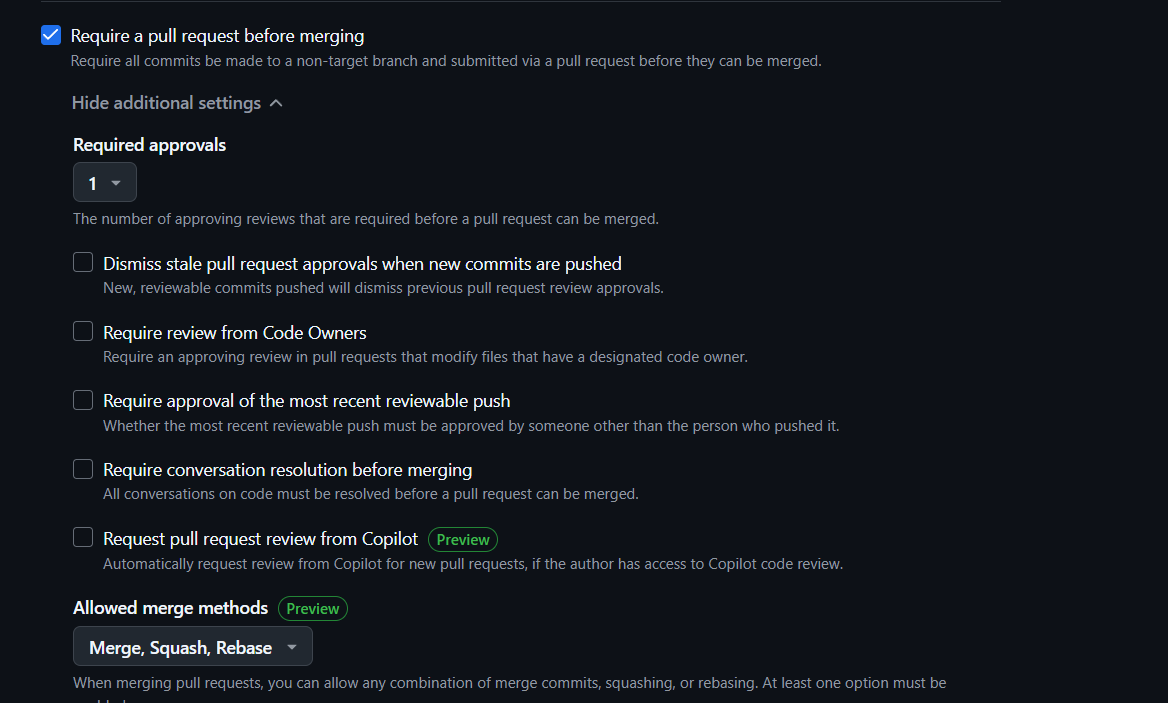 Require a pull request before merging
Require all commits be made to a non-target branch and submitted via a pull request before they can be merged.
Hide additional settings
Required approvals
1
The number of approving reviews that are required before a pull request can be merged.
Dismiss stale pull request approvals when new commits are pushed
New, reviewable commits pushed will dismiss previous pull request review approvals.
Require review from Code Owners
Require an approving review in pull requests that modify files that have a designated code owner.
Require approval of the most recent reviewable push
Whether the most recent reviewable push must be approved by someone other than the person who pushed it.
Require conversation resolution before merging
All conversations on code must be resolved before a pull request can be merged.
Request pull request review from Copilot Preview
Automatically request review from Copilot for new pull requests, if the author has access to Copilot code review.
Allowed merge methods Preview
Merge, Squash, Rebase
When merging pull requests, you can allow any combination of merge commits, squashing, or rebasing. At least one option must be